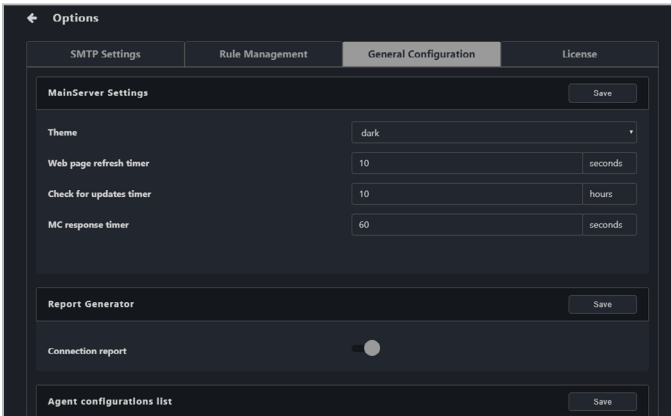 Options
SMTP Settings Rule Management General Configuration License
MainServer Settings Save
Theme dark
Web page refresh timer 10 seconds
Check for updates timer 10 hours
MC response timer 60 seconds
Report Generator Save
Connection report
Agent configurations list Save